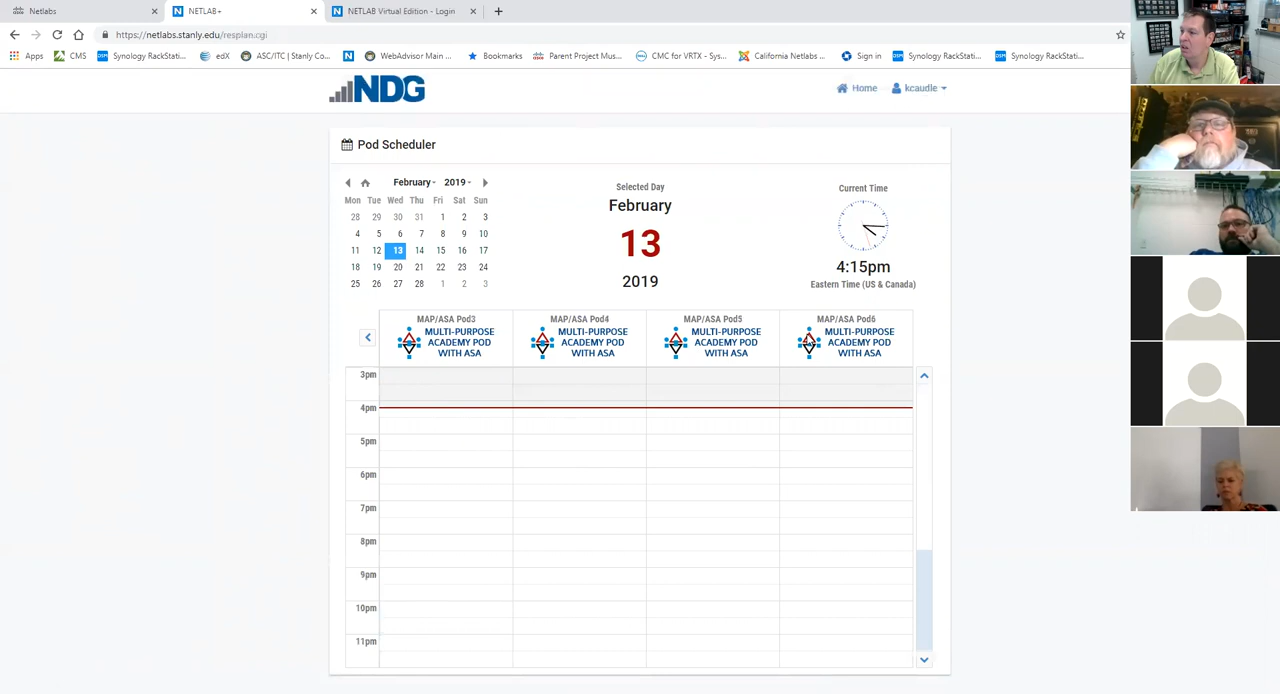 Netlabs
NETLAB+
NETLAB Virtual Edition - Login
https://netlabs.stanly.edu/resplan.cgi
Apps
CMS
Synology RackStati...
edX
ASC/ITC | Stanly Co...
WebAdvisor Main ...
Bookmarks
Parent Project Mus...
CMC for VRTX - Sys...
California Netlabs ...
Sign in
Synology RackStati...
Synology RackStati...
NDG
Home
kcaudle
Pod Scheduler
February 2019
Mon Tue Wed Thu Fri Sat Sun
28 29 30 31 1 2 3
4 5 6 7 8 9 10
11 12 13 14 15 16 17
18 19 20 21 22 23 24
25 26 27 28 1 2 3
Selected Day
February
13
2019
Current Time
4:15pm
Eastern Time (US & Canada)
MAP/ASA Pod3
MULTI-PURPOSE
ACADEMY POD
WITH ASA
MAP/ASA Pod4
MULTI-PURPOSE
ACADEMY POD
WITH ASA
MAP/ASA Pod5
MULTI-PURPOSE
ACADEMY POD
WITH ASA
MAP/ASA Pod6
MULTI-PURPOSE
ACADEMY POD
WITH ASA
3pm
4pm
5pm
6pm
7pm
8pm
9pm
10pm
11pm